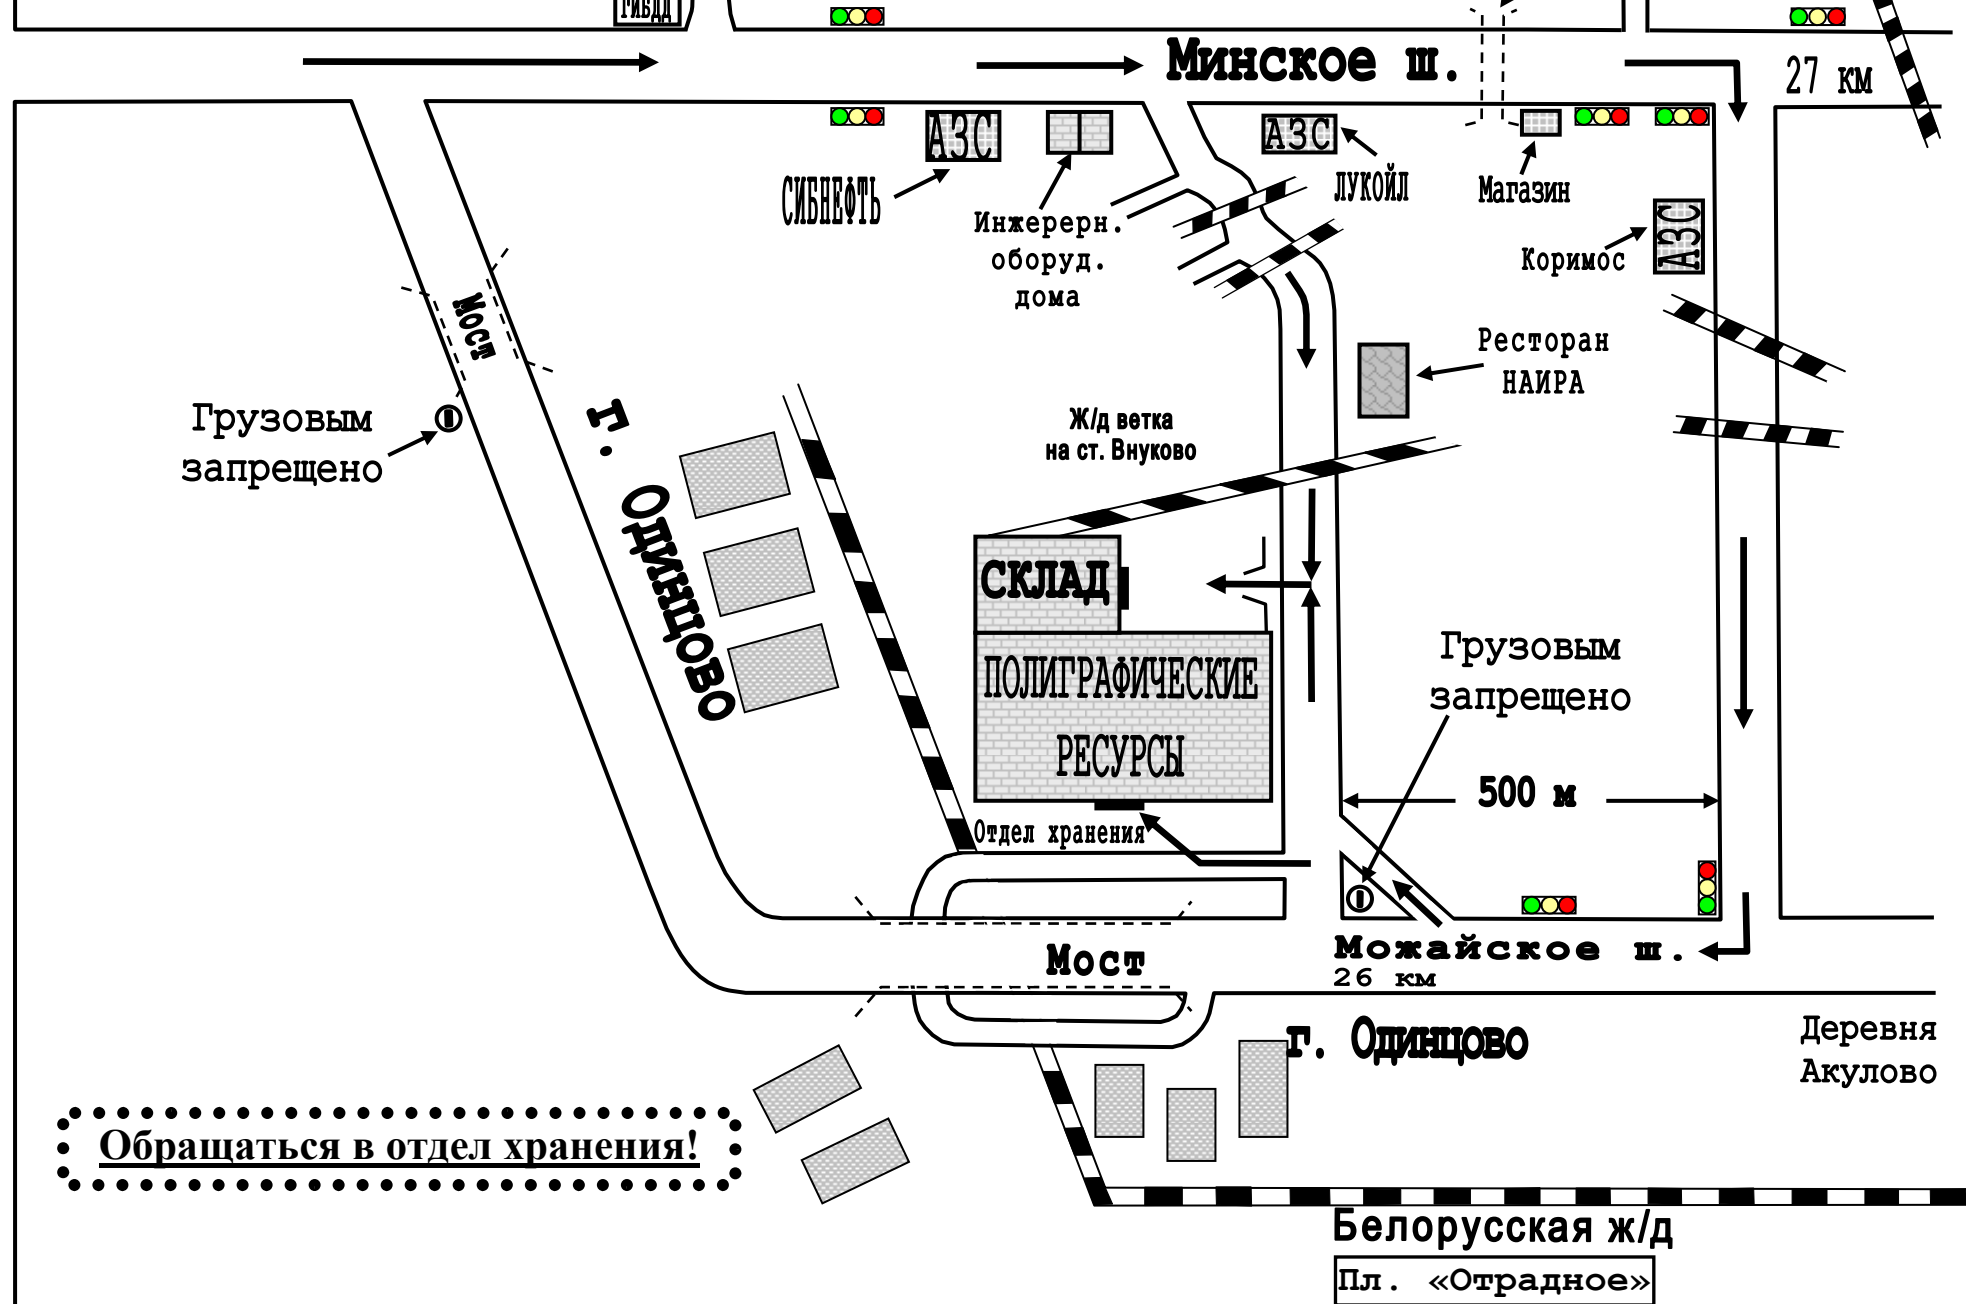 ГИБДД
Минское ш.
27 км
АЗС
АЗС
СИБНЕФТЬ
ЛУКОЙЛ
Магазин
Инжерерн.
оборуд.
дома
АЗС
Коримос
Мост
Ресторан
НАИРА
Грузовым
запрещено
г. Одинцово
Ж/д ветка
на ст. Внуково
СКЛАД
ПОЛИГРАФИЧЕСКИЕ
РЕСУРСЫ
Грузовым
запрещено
500 м
Отдел хранения
Мост
Можайское ш.
26 км
г. Одинцово
Деревня
Акулово
Обращаться в отдел хранения!
Белорусская ж/д
Пл. «Отрадное»